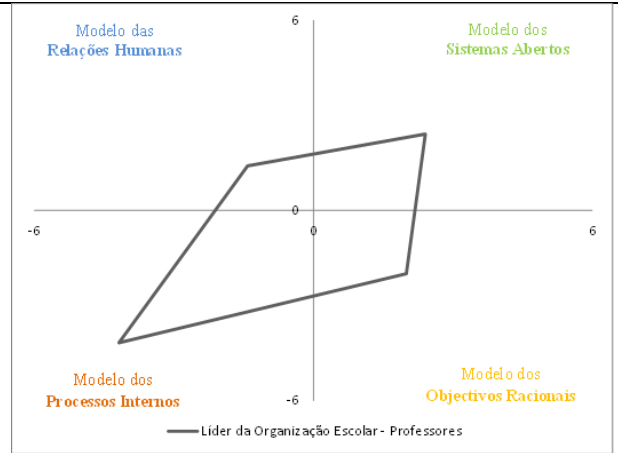 Modelo das
Relações Humanas
6
Modelo dos
Sistemas Abertos
0
-6
0
6
Modelo dos
Processos Internos
-6
Modelo dos
Objectivos Racionais
Líder da Organização Escolar - Professores